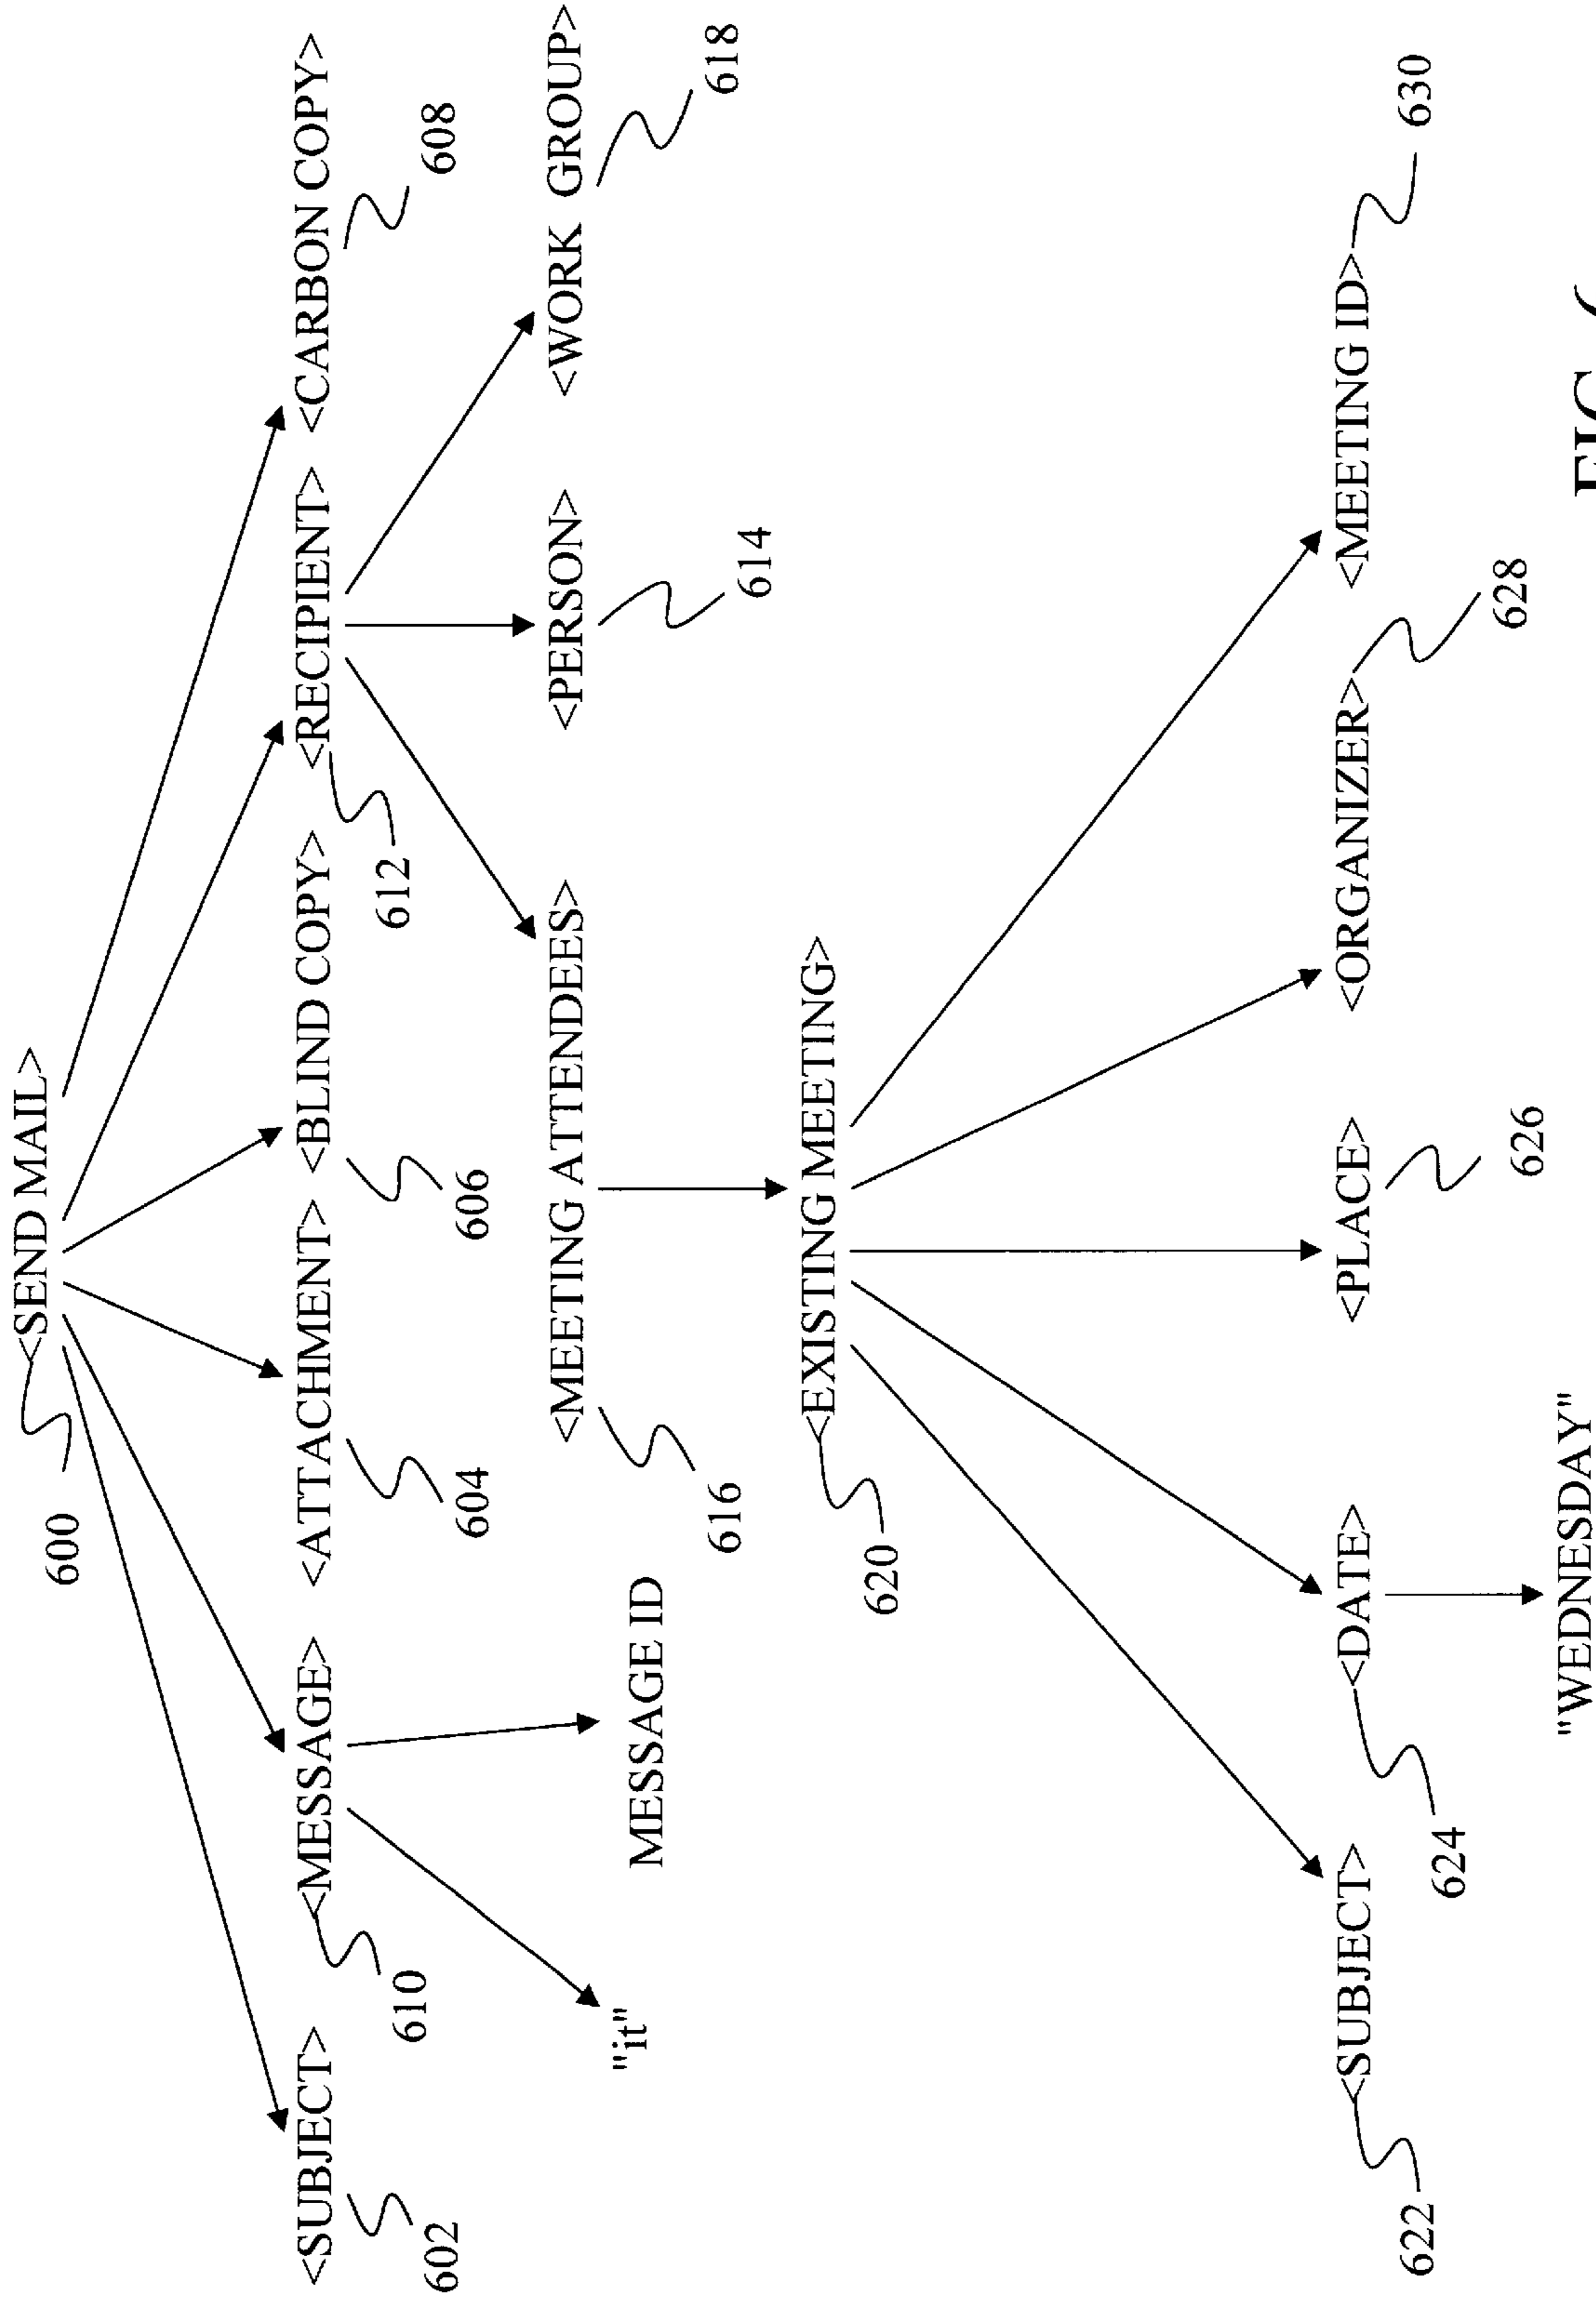 <SEND MAIL>
600
<SUBJECT> <MESSAGE> <ATTACHMENT> <BLIND COPY> <RECIPIENT> <CARBON COPY>
602
610
604
606
612
608
<MEETING ATTENDEES> <PERSON> <WORK GROUP>
"it"
MESSAGE ID
616
614
618
<EXISTING MEETING>
620
<SUBJECT> <DATE> <PLACE> <ORGANIZER> <MEETING ID>
622
624
626
628
630
"WEDNESDAY"